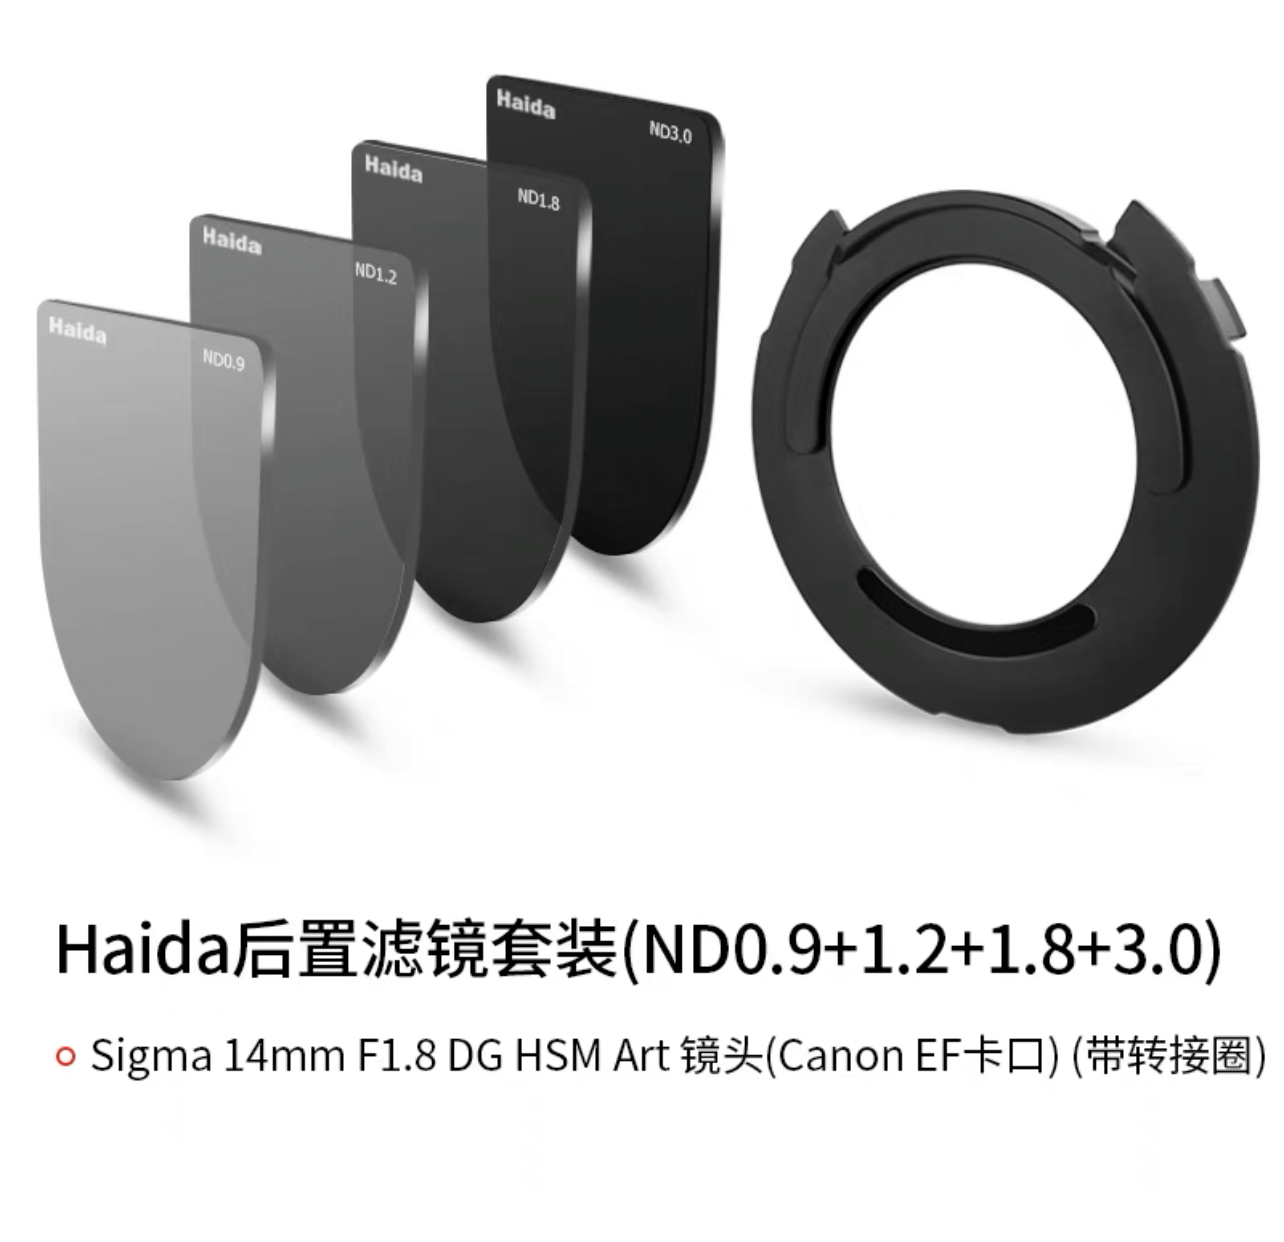 Haida
ND3.0
Haida
ND1.8
Haida
ND1.2
Haida
ND0.9
Haida后置滤镜套装(ND0.9+1.2+1.8+3.0)
Sigma 14mm F1.8 DG HSM Art 镜头(Canon EF卡口) (带转接圈)